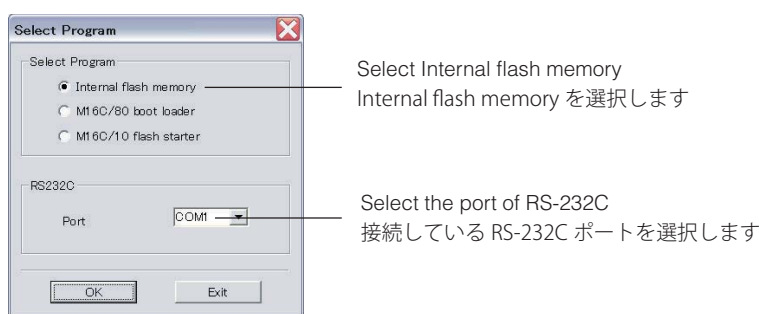 Select Program
Select Program
Internal flash memory
M16C/80 boot loader
M16C/10 flash starter
Select Internal flash memory
Internal flash memory を選択します
RS232C
Port
COM1
Select the port of RS-232C
接続している RS-232C ポートを選択します
OK
Exit